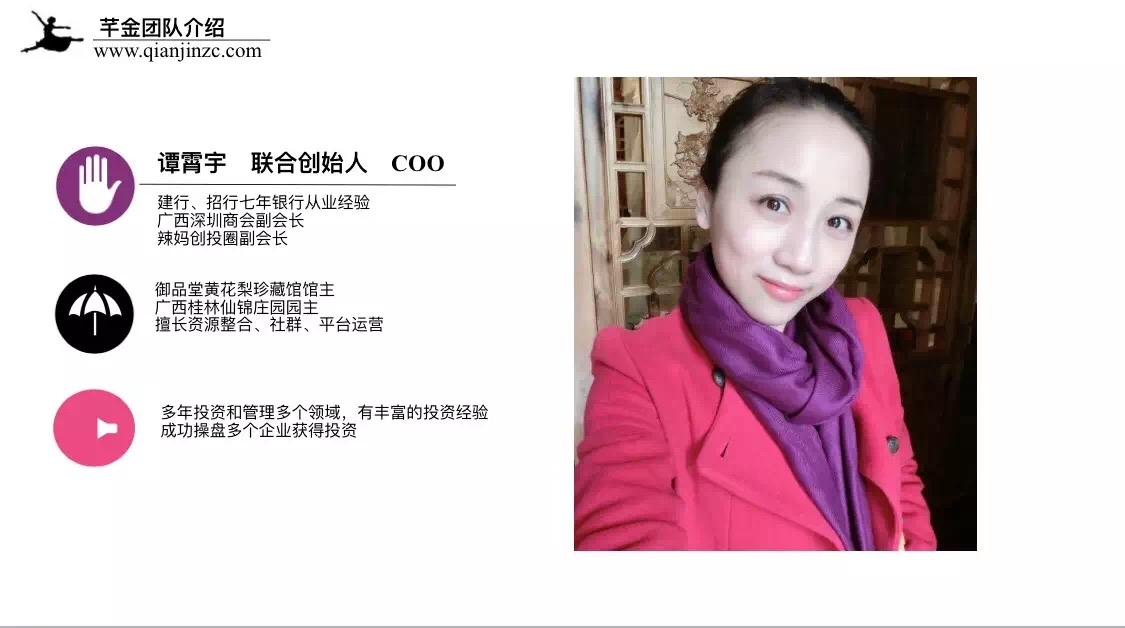 芊金团队介绍
www.qianjinzc.com
谭霄宇 联合创始人 COO
建行、招行七年银行从业经验
广西深圳商会副会长
辣妈创投圈副会长
御品堂黄花梨珍藏馆馆主
广西桂林仙锦庄园园主
擅长资源整合、社群、平台运营
多年投资和管理多个领域，有丰富的投资经验
成功操盘多个企业获得投资